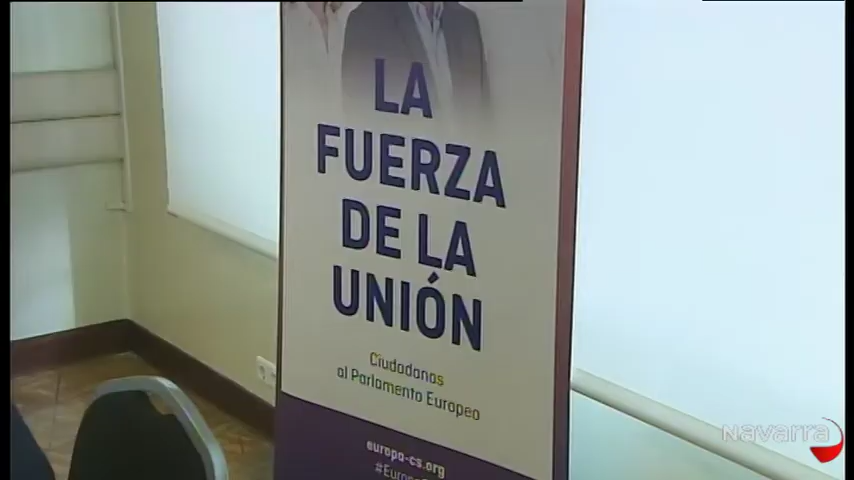 LA
FUERZA
DE LA
UNIÓN
Ciudadanos
al Parlamento Europeo
europa-cs.org
navarra